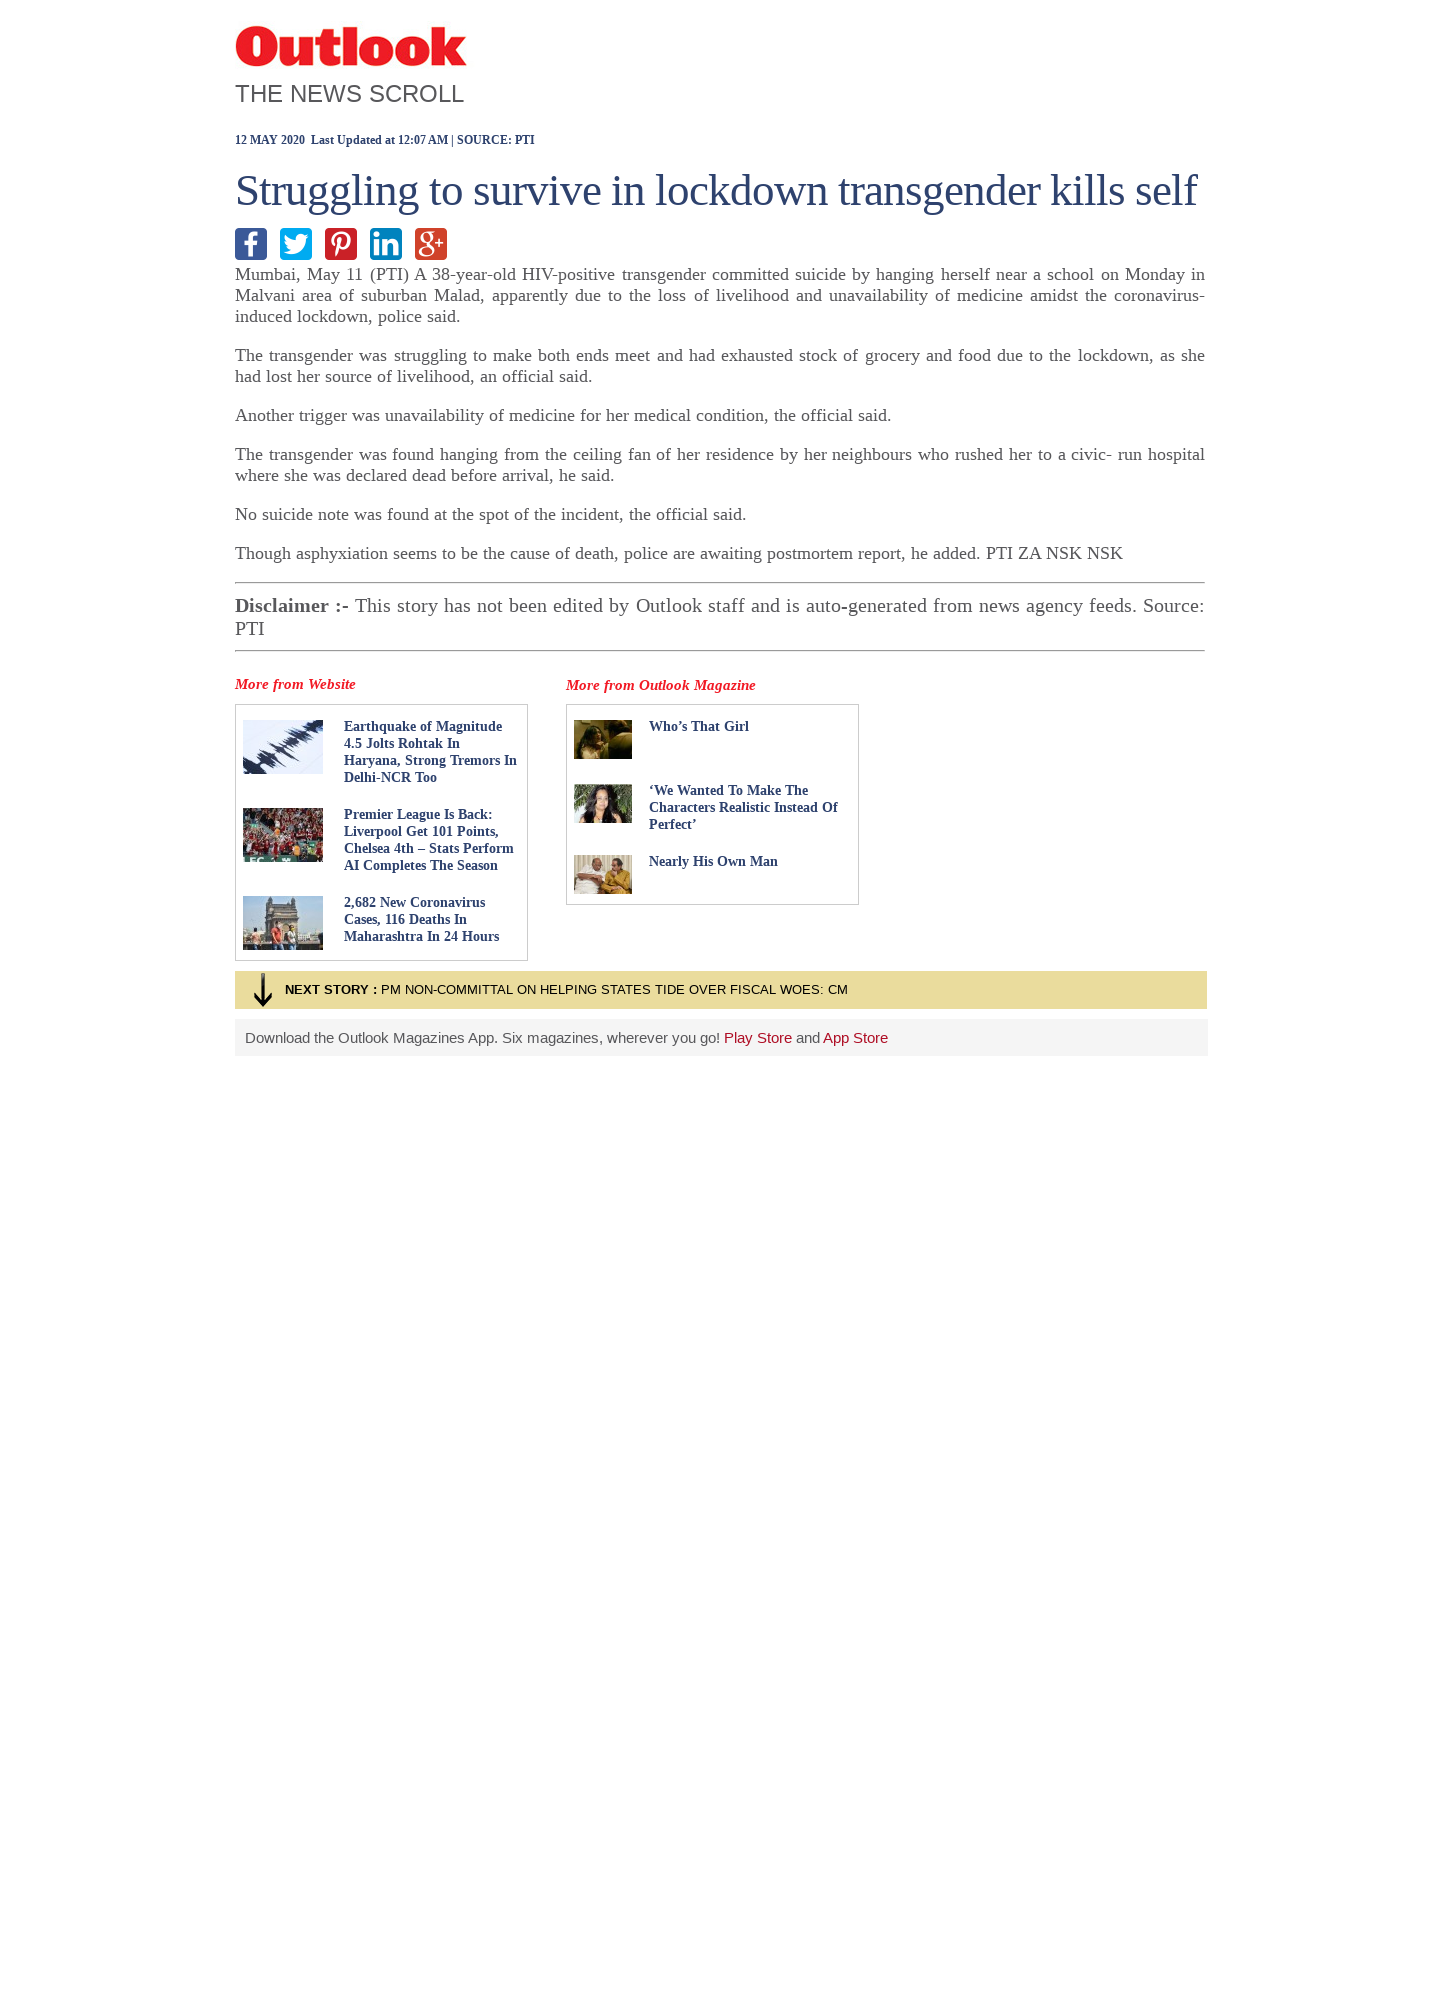 Outlook
THE NEWS SCROLL
12 MAY 2020  Last Updated at 12:07 AM | SOURCE: PTI
Struggling to survive in lockdown transgender kills self
Mumbai, May 11 (PTI) A 38-year-old HIV-positive transgender committed suicide by hanging herself near a school on Monday in
Malvani area of suburban Malad, apparently due to the loss of livelihood and unavailability of medicine amidst the coronavirus-
induced lockdown, police said.
The transgender was struggling to make both ends meet and had exhausted stock of grocery and food due to the lockdown, as she
had lost her source of livelihood, an official said.
Another trigger was unavailability of medicine for her medical condition, the official said.
The transgender was found hanging from the ceiling fan of her residence by her neighbours who rushed her to a civic- run hospital
where she was declared dead before arrival, he said.
No suicide note was found at the spot of the incident, the official said.
Though asphyxiation seems to be the cause of death, police are awaiting postmortem report, he added. PTI ZA NSK NSK
Disclaimer :- This story has not been edited by Outlook staff and is auto-generated from news agency feeds. Source:
PTI
More from Website
Earthquake of Magnitude
4.5 Jolts Rohtak In
Haryana, Strong Tremors In
Delhi-NCR Too
Premier League Is Back:
Liverpool Get 101 Points,
Chelsea 4th – Stats Perform
AI Completes The Season
2,682 New Coronavirus
Cases, 116 Deaths In
Maharashtra In 24 Hours
More from Outlook Magazine
Who’s That Girl
‘We Wanted To Make The
Characters Realistic Instead Of
Perfect’
Nearly His Own Man
NEXT STORY : PM NON-COMMITTAL ON HELPING STATES TIDE OVER FISCAL WOES: CM
Download the Outlook Magazines App. Six magazines, wherever you go! Play Store and App Store